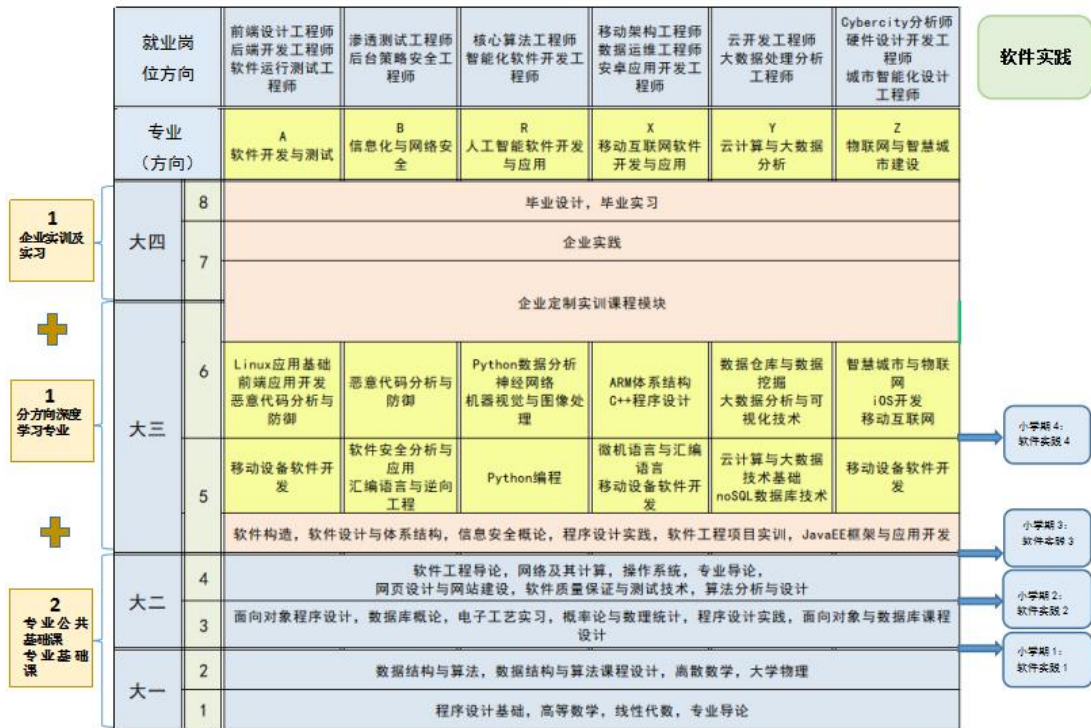 就业岗
位方向
前端设计工程师
后端开发工程师
软件运行测试工
程师
渗透测试工程师
后台策略安全工
程师
核心算法工程师
智能化软件开发工
程师
移动架构工程师
数据运维工程师
安卓应用开发工
程师
云开发工程师
大数据处理分析
工程师
Cybercity分析师
硬件设计开发工
程师
城市智能化设计
工程师
软件实践
专业
（方向）
A
软件开发与测试
B
信息化与网络安
全
R
人工智能软件开发
与应用
X
移动互联网软件
开发与应用
Y
云计算与大数据
分析
Z
物联网与智慧城
市建设
1
企业实训及
实习
大四
8
毕业设计，毕业实习
7
企业实践
企业定制实训课程模块
1
分方向深度
学习专业
大三
6
Linux应用基础
前端应用开发
恶意代码分析与
防御
恶意代码分析与
防御
Python数据分析
神经网络
机器视觉与图像处
理
ARM体系结构
C++程序设计
数据仓库与数据
挖掘
大数据分析与可
视化技术
智慧城市与物联
网
iOS开发
移动互联网
小学期 4：
软件实践 4
5
移动设备软件开
发
软件安全分析与
应用
汇编语言与逆向
工程
Python编程
微机语言与汇编
语言
移动设备软件开
发
云计算与大数据
技术基础
noSQL数据库技术
移动设备软件开
发
软件构造，软件设计与体系结构，信息安全概论，程序设计实践，软件工程项目实训，JavaEE框架与应用开发
小学期 3：
软件实践 3
2
专业公共
基础课
专业基础
课
大二
4
软件工程导论，网络及其计算，操作系统，专业导论，
网页设计与网站建设，软件质量保证与测试技术，算法分析与设计
小学期 2：
软件实践 2
3
面向对象程序设计，数据库概论，电子工艺实习，概率论与数理统计，程序设计实践，面向对象与数据库课程
设计
小学期 1：
软件实践 1
大一
2
数据结构与算法，数据结构与算法课程设计，离散数学，大学物理
1
程序设计基础，高等数学，线性代数，专业导论